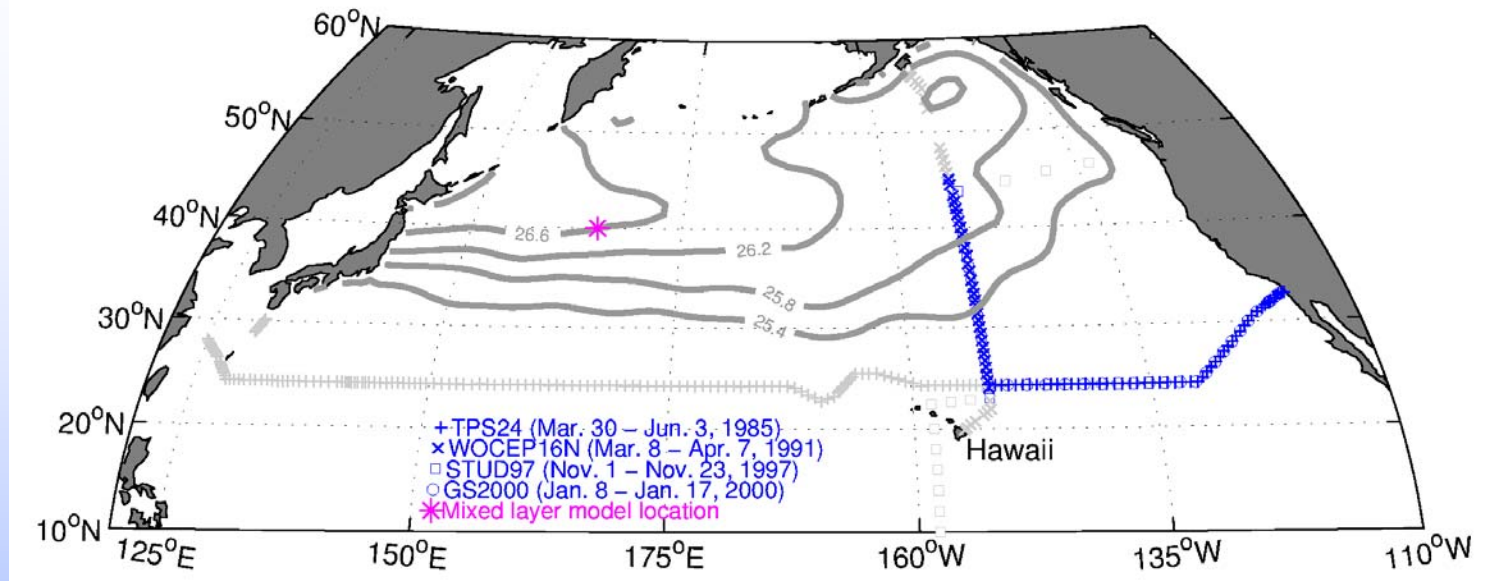 60°N
50°N
40°N
30°N
20°N
10°N
26.6
26.2
25.8
25.4
+TPS24 (Mar. 30 – Jun. 3, 1985)
×WOCEP16N (Mar. 8 – Apr. 7, 1991)
□STUD97 (Nov. 1 – Nov. 23, 1997)
○GS2000 (Jan. 8 – Jan. 17, 2000)
✳Mixed layer model location
Hawaii
125°E 150°E 175°E 160°W 135°W 110°W